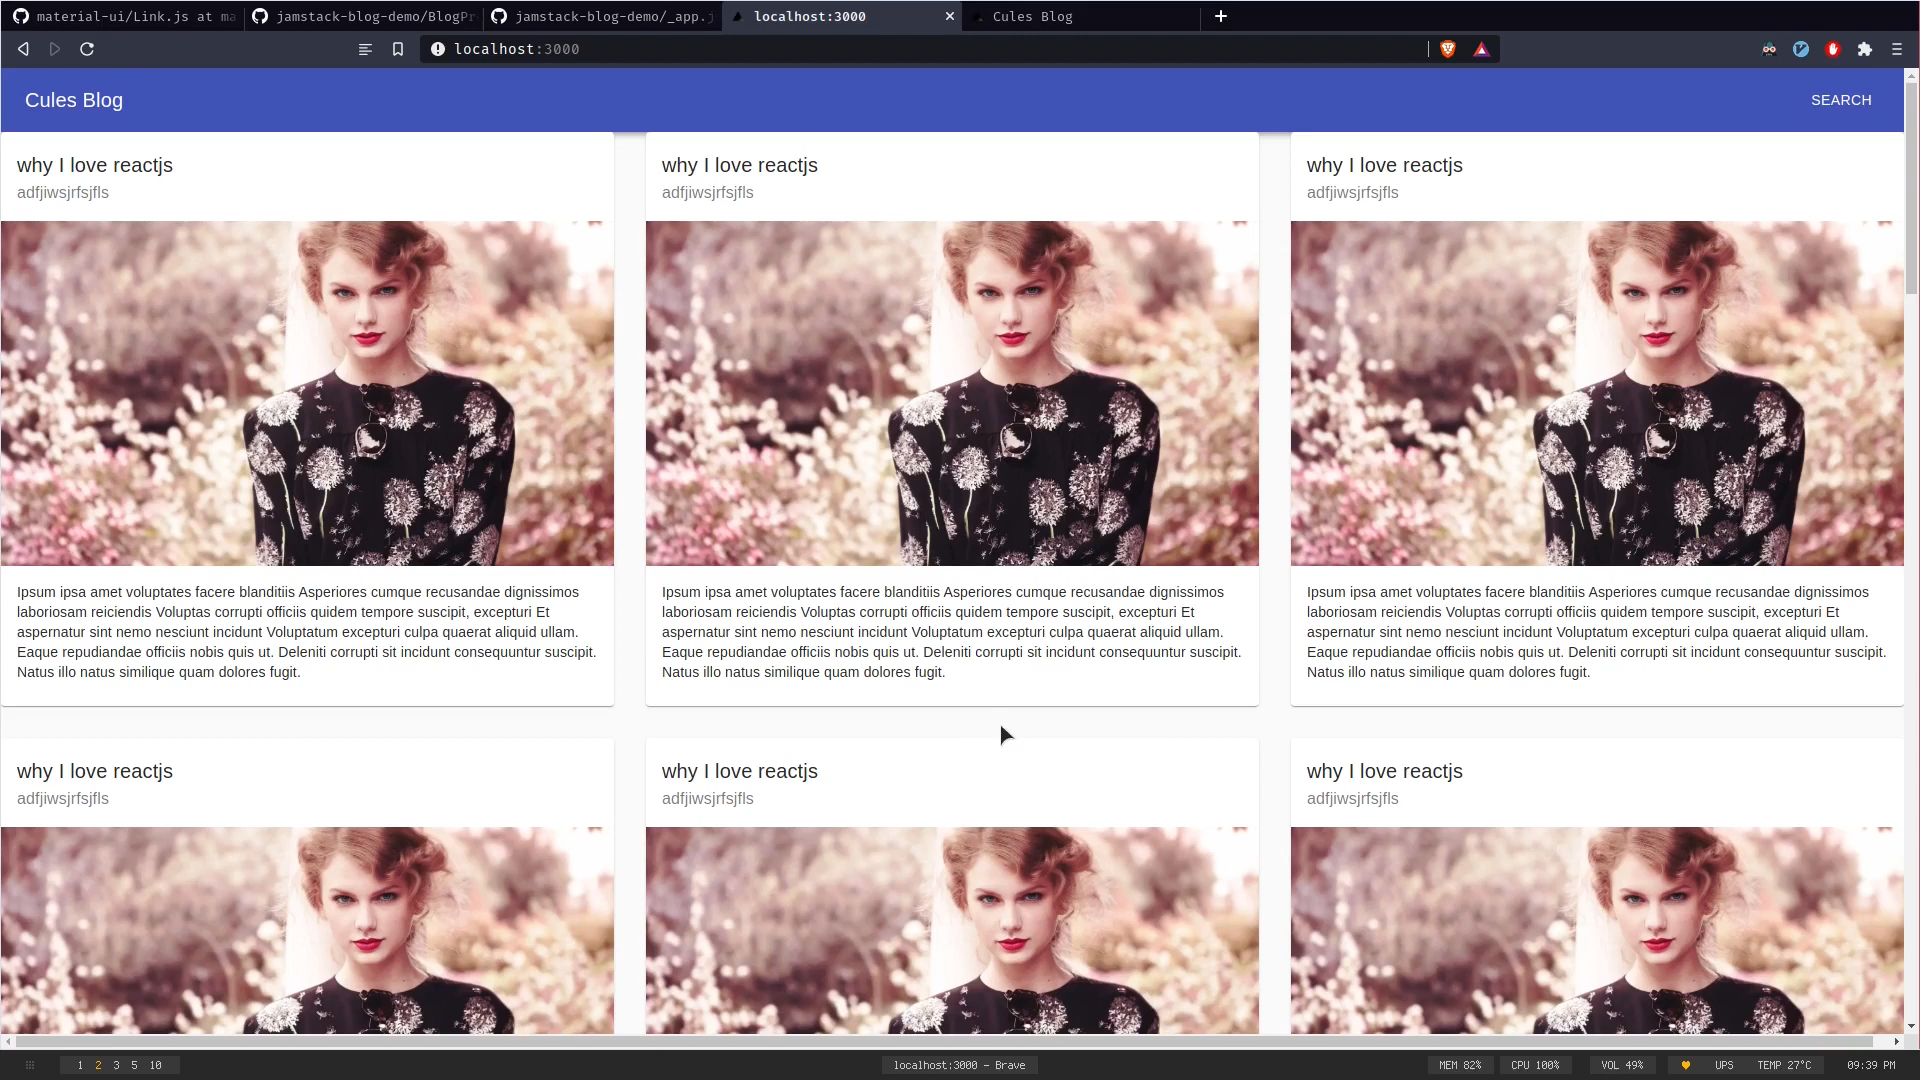 material-ui/Link.js at ma
jamstack-blog-demo/BlogPr
jamstack-blog-demo/_app.j
localhost:3000
Cules Blog
localhost:3000
Cules Blog
SEARCH
why I love reactjs
adfjiwsjrfsjfls
Ipsum ipsa amet voluptates facere blanditiis Asperiores cumque recusandae dignissimos
laboriosam reiciendis Voluptas corrupti officiis quidem tempore suscipit, excepturi Et
aspernatur sint nemo nesciunt incidunt Voluptatum excepturi culpa quaerat aliquid ullam.
Eaque repudiandae officiis nobis quis ut. Deleniti corrupti sit incidunt consequuntur suscipit.
Natus illo natus similique quam dolores fugit.
why I love reactjs
adfjiwsjrfsjfls
Ipsum ipsa amet voluptates facere blanditiis Asperiores cumque recusandae dignissimos
laboriosam reiciendis Voluptas corrupti officiis quidem tempore suscipit, excepturi Et
aspernatur sint nemo nesciunt incidunt Voluptatum excepturi culpa quaerat aliquid ullam.
Eaque repudiandae officiis nobis quis ut. Deleniti corrupti sit incidunt consequuntur suscipit.
Natus illo natus similique quam dolores fugit.
why I love reactjs
adfjiwsjrfsjfls
Ipsum ipsa amet voluptates facere blanditiis Asperiores cumque recusandae dignissimos
laboriosam reiciendis Voluptas corrupti officiis quidem tempore suscipit, excepturi Et
aspernatur sint nemo nesciunt incidunt Voluptatum excepturi culpa quaerat aliquid ullam.
Eaque repudiandae officiis nobis quis ut. Deleniti corrupti sit incidunt consequuntur suscipit.
Natus illo natus similique quam dolores fugit.
why I love reactjs
adfjiwsjrfsjfls
why I love reactjs
adfjiwsjrfsjfls
why I love reactjs
adfjiwsjrfsjfls
1 2 3 5 10
localhost:3000 - Brave
MEM 82%
CPU 100%
VOL 49%
UPS
TEMP 27°C
09:39 PM